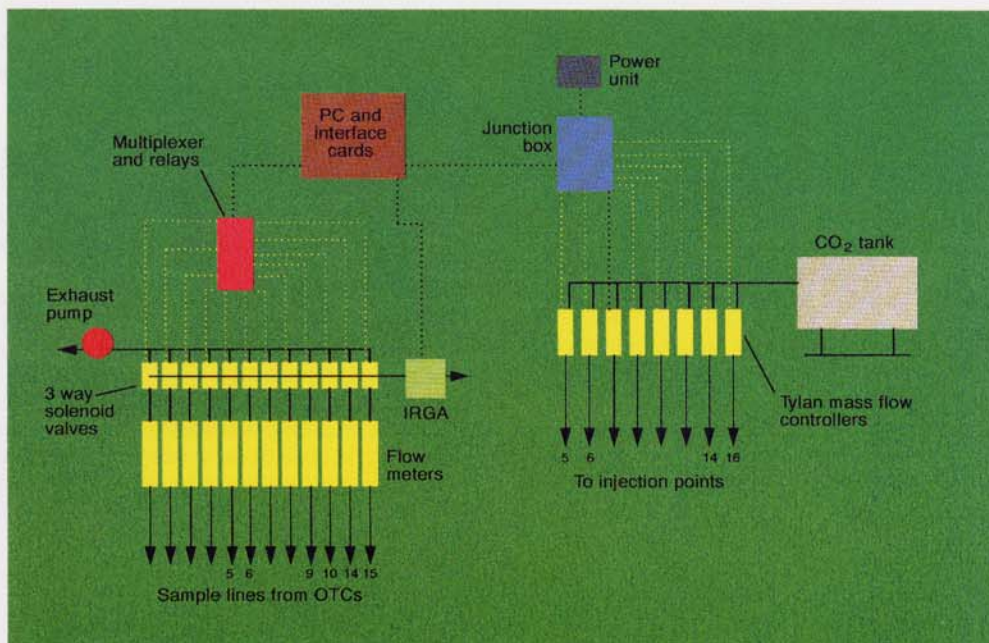 Power
unit
PC and
interface
cards
Junction
box
Multiplexer
and relays
CO₂ tank
Exhaust
pump
3 way
solenoid
valves
IRGA
Tylan mass flow
controllers
Flow
meters
5 6 14 16
To injection points
5 6 9 10 14 15
Sample lines from OTCs